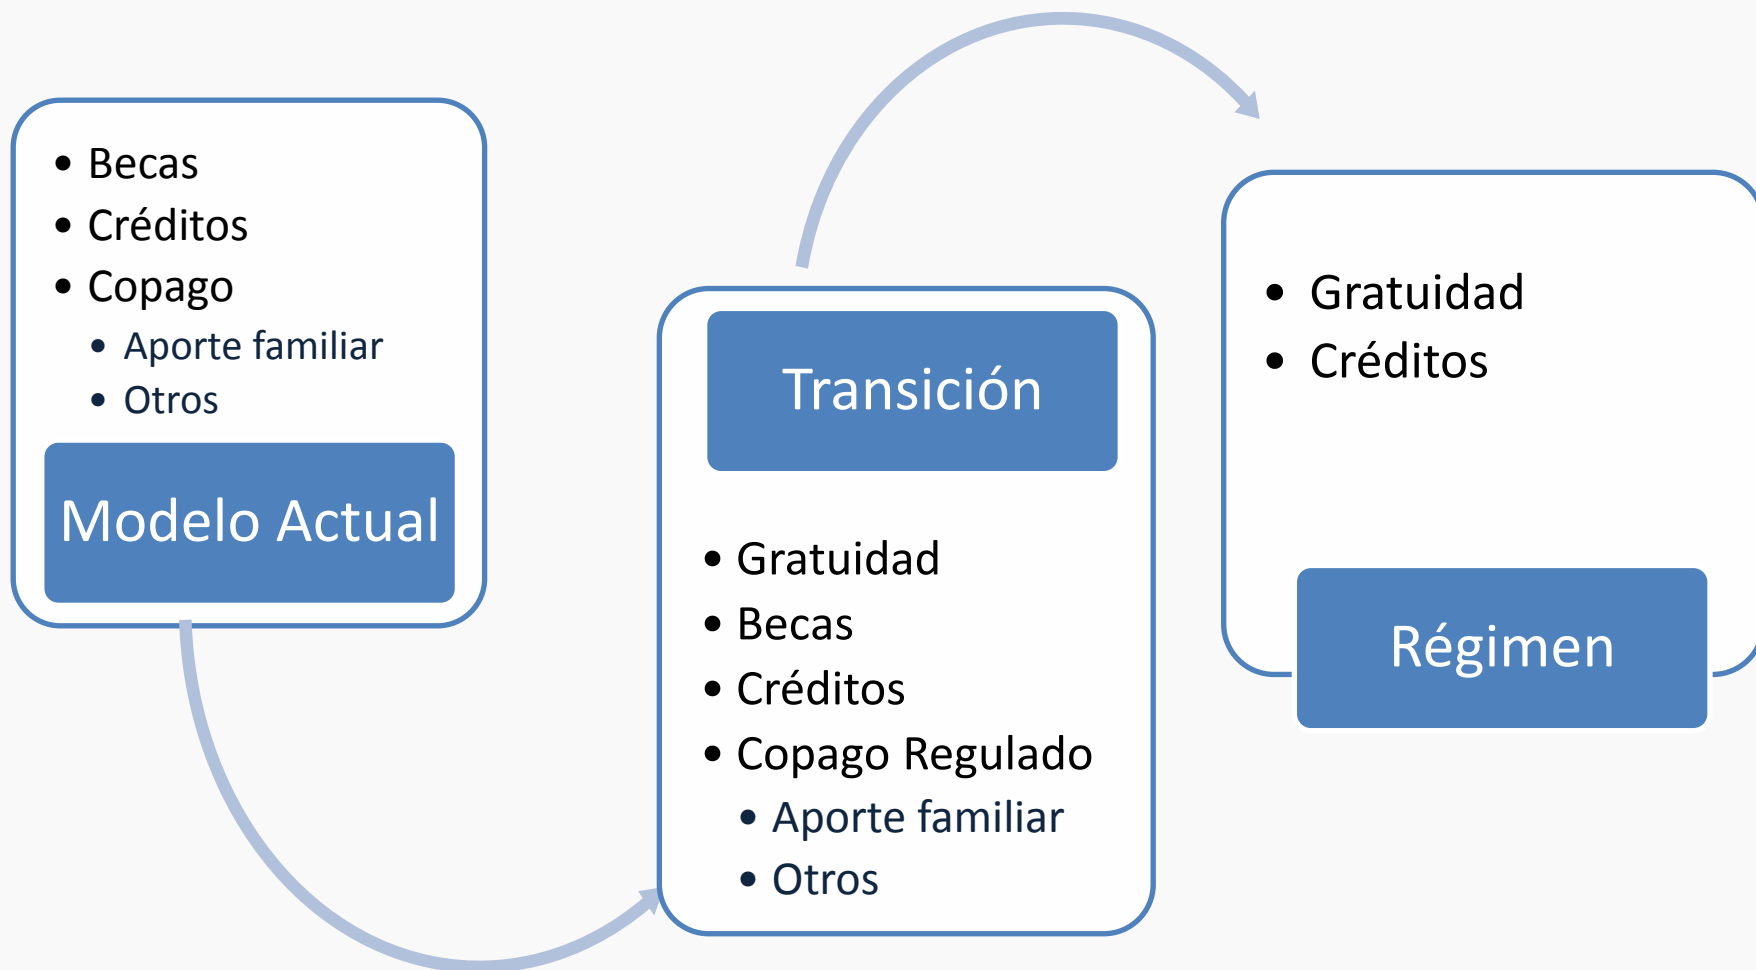 • Becas
• Créditos
• Copago
• Aporte familiar
• Otros
Modelo Actual
Transición
• Gratuidad
• Becas
• Créditos
• Copago Regulado
• Aporte familiar
• Otros
• Gratuidad
• Créditos
Régimen